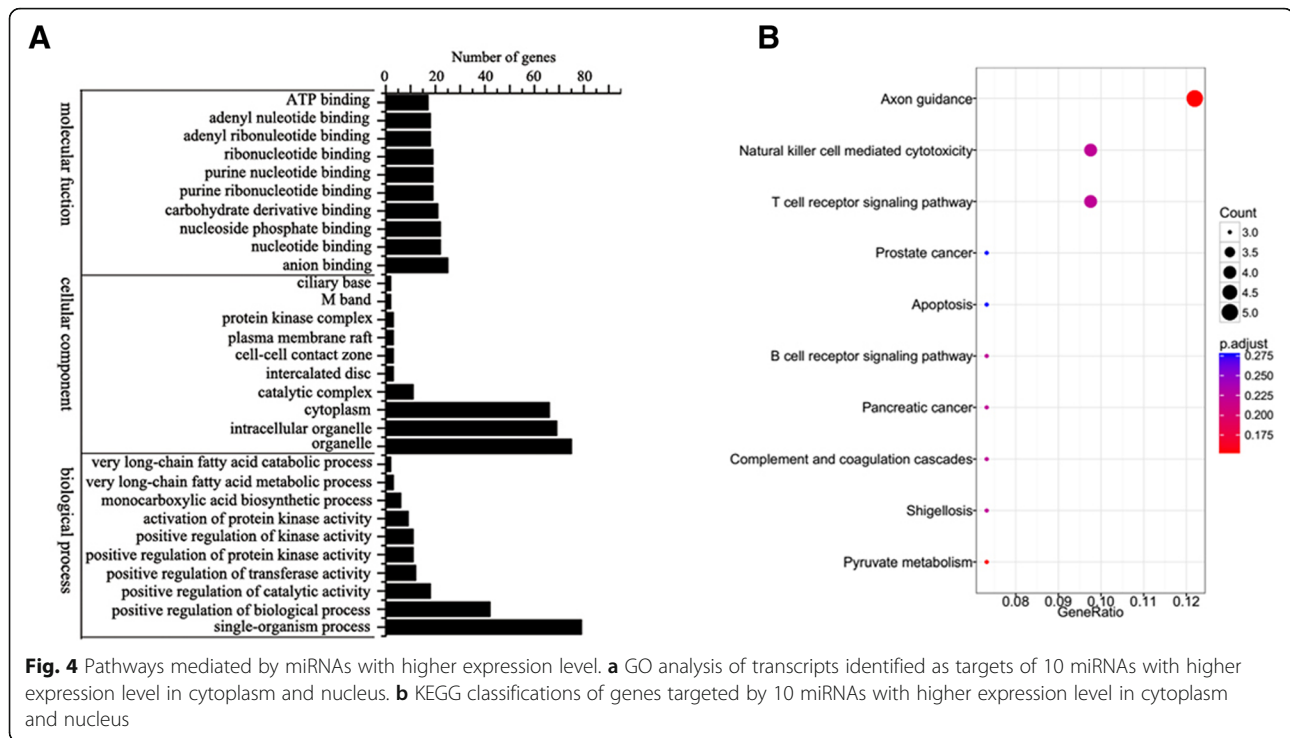 A
Number of genes
0 20 40 60 80
molecular fuction
ATP binding
adenyl nuleotide binding
adenyl ribonuleotide binding
ribonucleotide binding
purine nucleotide binding
purine ribonucleotide binding
carbohydrate derivative binding
nucleoside phosphate binding
nucleotide binding
anion binding
cellular component
ciliary base
M band
protein kinase complex
plasma membrane raft
cell-cell contact zone
intercalated disc
catalytic complex
cytoplasm
intracellular organelle
organelle
biological process
very long-chain fatty acid catabolic process
very long-chain fatty acid metabolic process
monocarboxylic acid biosynthetic process
activation of protein kinase activity
positive regulation of kinase activity
positive regulation of protein kinase activity
positive regulation of transferase activity
positive regulation of catalytic activity
positive regulation of biological process
single-organism process
B
Axon guidance
Natural killer cell mediated cytotoxicity
T cell receptor signaling pathway
Prostate cancer
Apoptosis
B cell receptor signaling pathway
Pancreatic cancer
Complement and coagulation cascades
Shigellosis
Pyruvate metabolism
0.08 0.09 0.10 0.11 0.12
GeneRatio
Count
3.0
3.5
4.0
4.5
5.0
p.adjust
0.275
0.250
0.225
0.200
0.175
Fig. 4 Pathways mediated by miRNAs with higher expression level. a GO analysis of transcripts identified as targets of 10 miRNAs with higher
expression level in cytoplasm and nucleus. b KEGG classifications of genes targeted by 10 miRNAs with higher expression level in cytoplasm
and nucleus